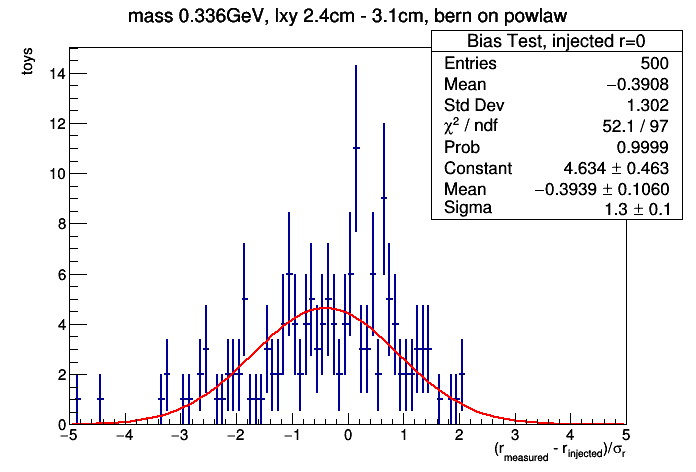 mass 0.336GeV, lxy 2.4cm - 3.1cm, bern on powlaw
Bias Test, injected r=0
Entries 500
Mean −0.3908
Std Dev 1.302
χ² / ndf 52.1 / 97
Prob 0.9999
Constant 4.634 ± 0.463
Mean −0.3939 ± 0.1060
Sigma 1.3 ± 0.1
toys
14
12
10
8
6
4
2
0
−5 −4 −3 −2 −1 0 1 2 3 4 5
(r_measured - r_injected)/σ_r